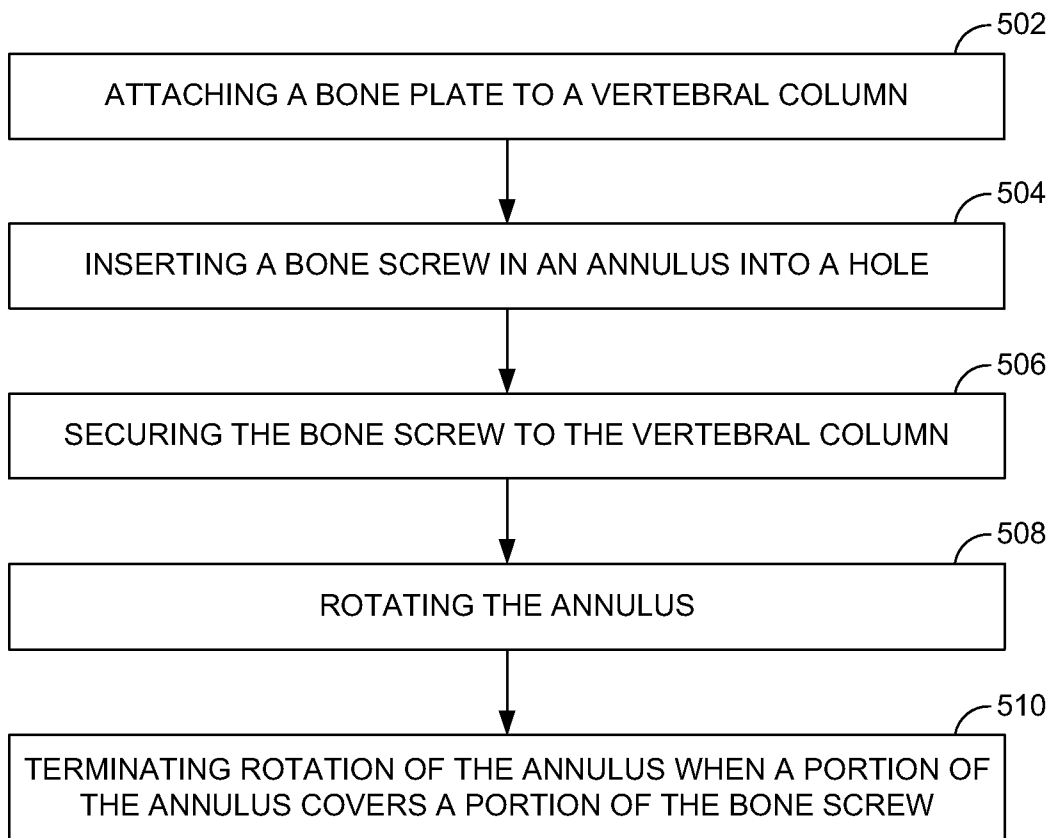 502
ATTACHING A BONE PLATE TO A VERTEBRAL COLUMN
504
INSERTING A BONE SCREW IN AN ANNULUS INTO A HOLE
506
SECURING THE BONE SCREW TO THE VERTEBRAL COLUMN
508
ROTATING THE ANNULUS
510
TERMINATING ROTATION OF THE ANNULUS WHEN A PORTION OF
THE ANNULUS COVERS A PORTION OF THE BONE SCREW